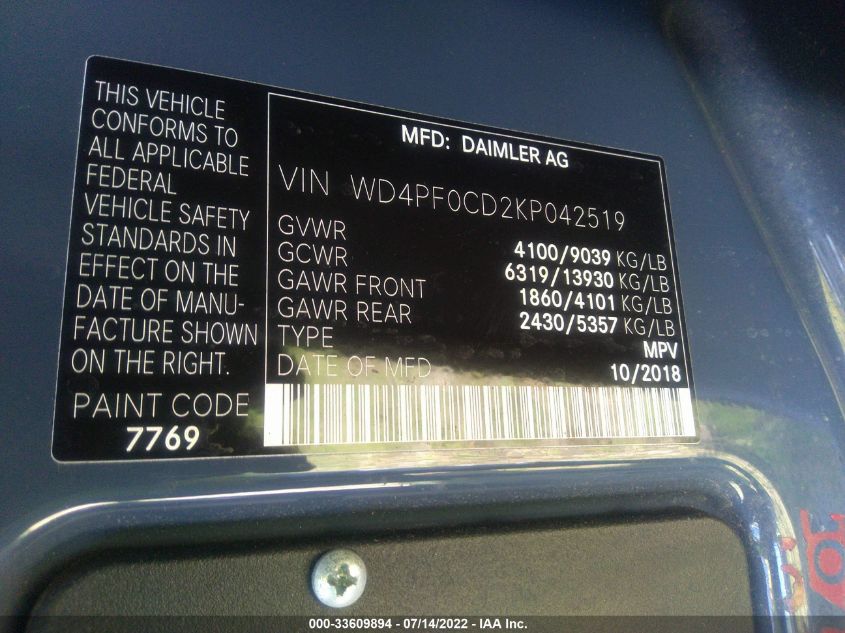 THIS VEHICLE
CONFORMS TO
ALL APPLICABLE
FEDERAL
VEHICLE SAFETY
STANDARDS IN
EFFECT ON THE
DATE OF MANU-
FACTURE SHOWN
ON THE RIGHT.
PAINT CODE
7769
MFD: DAIMLER AG
VIN WD4PF0CD2KP042519
GVWR 4100/9039 KG/LB
GCWR 6319/13930 KG/LB
GAWR FRONT 1860/4101 KG/LB
GAWR REAR 2430/5357 KG/LB
TYPE MPV
DATE OF MFD 10/2018
000-33609894 - 07/14/2022 - IAA Inc.